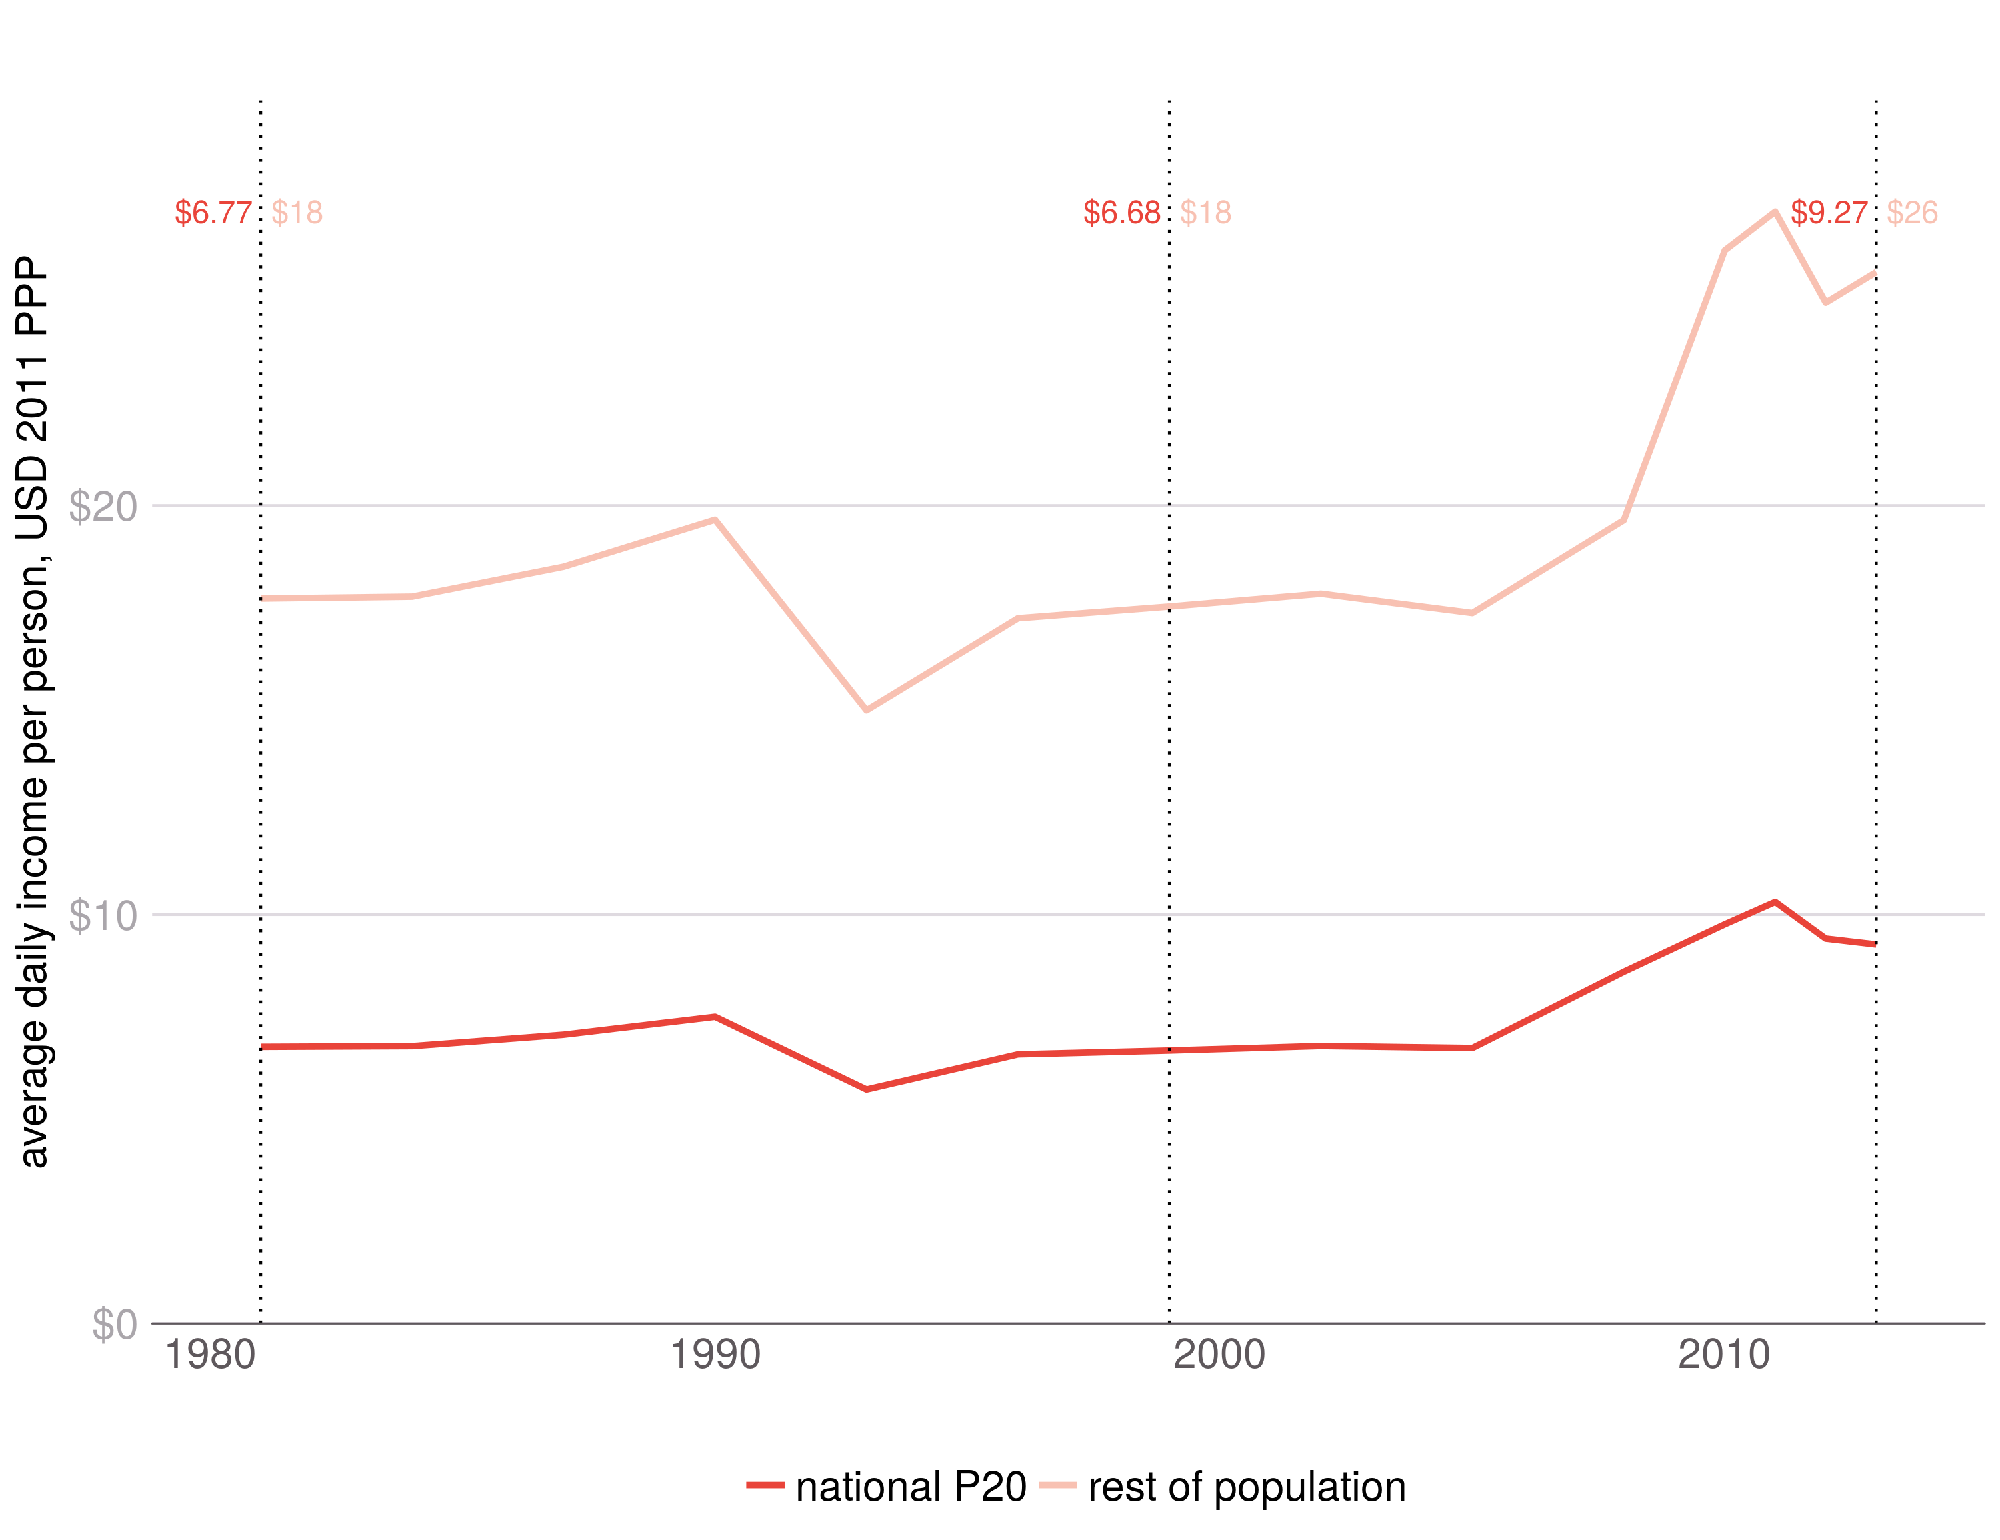 average daily income per person, USD 2011 PPP
$6.77 $18
$6.68 $18
$9.27 $26
$20
$10
$0
1980 1990 2000 2010
national P20 rest of population